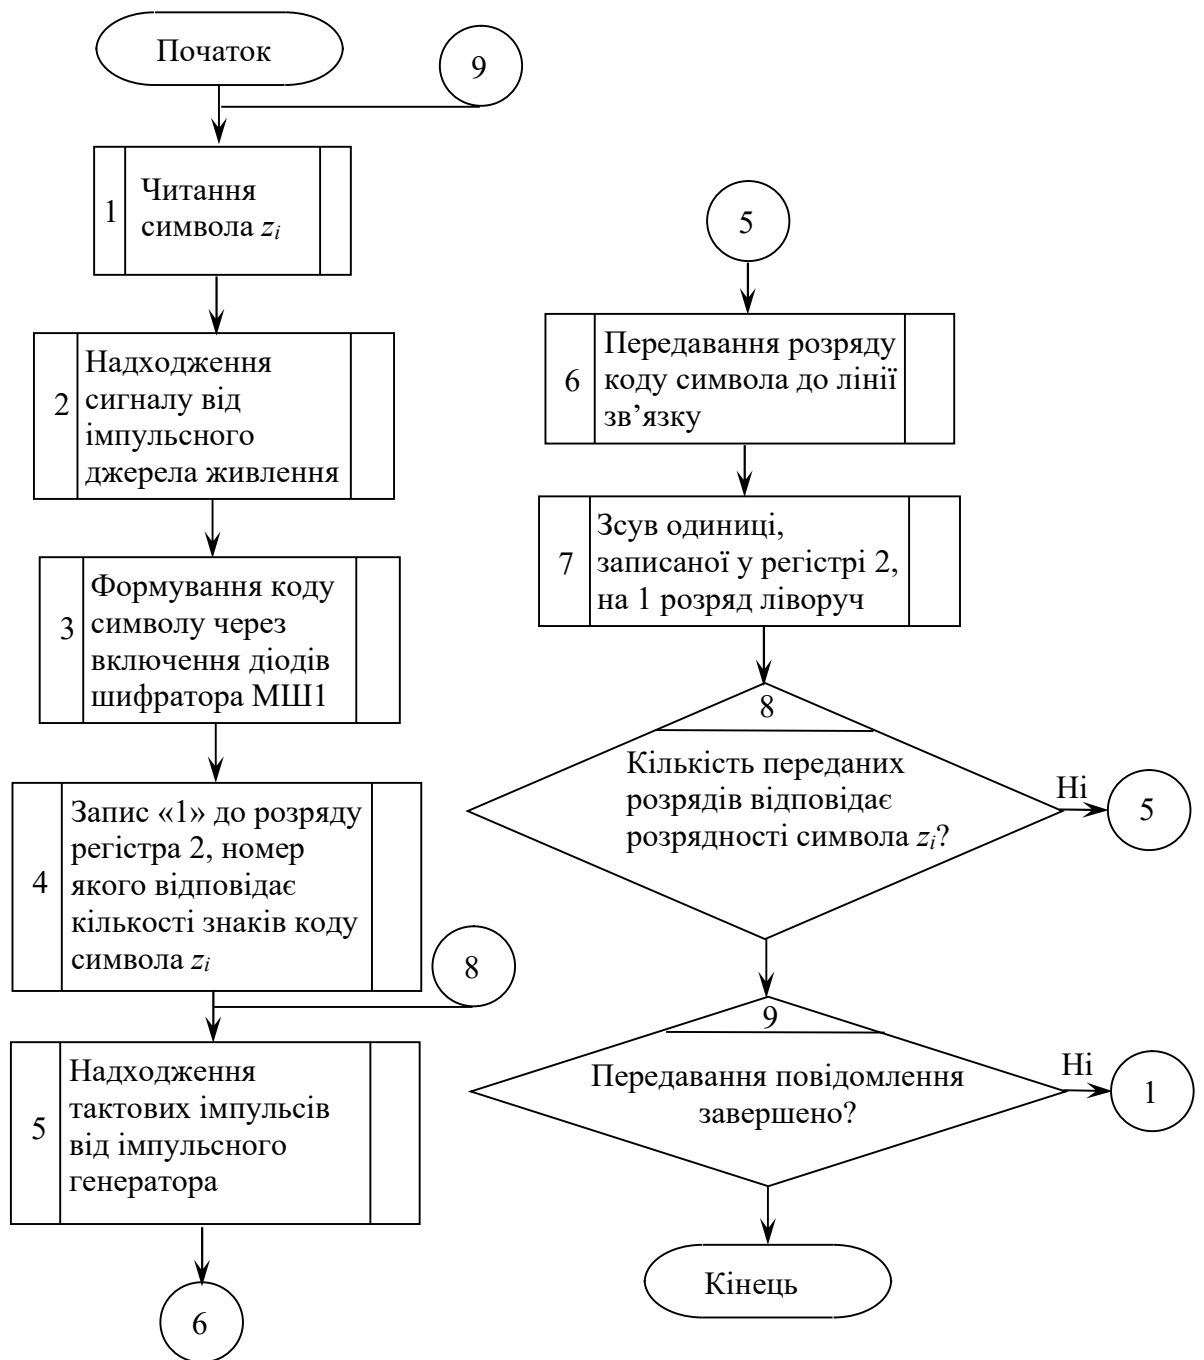 Початок
9
1
Читання
символа zi
2
Надходження
сигналу від
імпульсного
джерела живлення
3
Формування коду
символу через
включення діодів
шифратора МШ1
4
Запис «1» до розряду
регістра 2, номер
якого відповідає
кількості знаків коду
символа zi
8
5
Надходження
тактових імпульсів
від імпульсного
генератора
6
5
6
Передавання розряду
коду символа до лінії
зв’язку
7
Зсув одиниці,
записаної у регістрі 2,
на 1 розряд ліворуч
8
Кількість переданих
розрядів відповідає
розрядності символа zi?
Ні
5
9
Передавання повідомлення
завершено?
Ні
1
Кінець